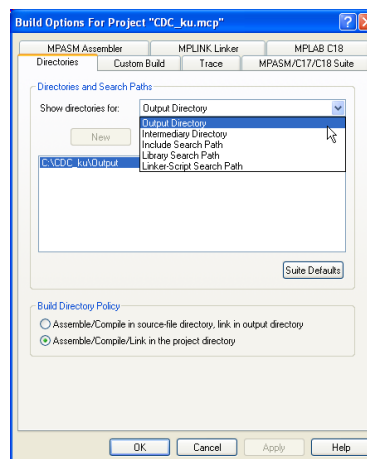 Build Options For Project "CDC_ku.mcp"
MPASM Assembler MPLINK Linker MPLAB C18
Directories Custom Build Trace MPASM/C17/C18 Suite
Directories and Search Paths
Show directories for: Output Directory
New
Output Directory
Intermediary Directory
Include Search Path
Library Search Path
Linker-Script Search Path
C:\CDC_ku\Output
Suite Defaults
Build Directory Policy
Assemble/Compile in source-file directory, link in output directory
Assemble/Compile/Link in the project directory
OK Cancel Apply Help